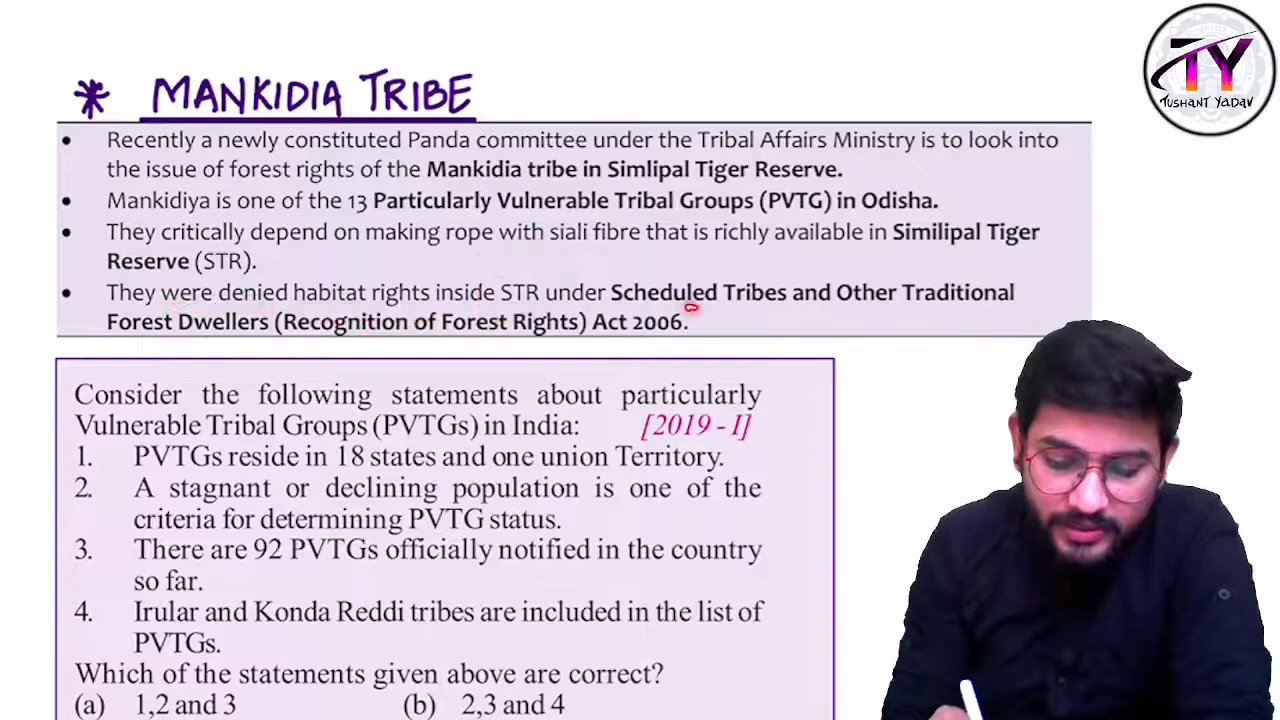 TY
TUSHANT YADAV
* MANKIDIA TRIBE
• Recently a newly constituted Panda committee under the Tribal Affairs Ministry is to look into
the issue of forest rights of the Mankidia tribe in Simlipal Tiger Reserve.
• Mankidiya is one of the 13 Particularly Vulnerable Tribal Groups (PVTG) in Odisha.
• They critically depend on making rope with siali fibre that is richly available in Similipal Tiger
Reserve (STR).
• They were denied habitat rights inside STR under Scheduled Tribes and Other Traditional
Forest Dwellers (Recognition of Forest Rights) Act 2006.
Consider the following statements about particularly
Vulnerable Tribal Groups (PVTGs) in India: [2019 - I]
1. PVTGs reside in 18 states and one union Territory.
2. A stagnant or declining population is one of the
criteria for determining PVTG status.
3. There are 92 PVTGs officially notified in the country
so far.
4. Irular and Konda Reddi tribes are included in the list of
PVTGs.
Which of the statements given above are correct?
(a) 1,2 and 3 (b) 2,3 and 4